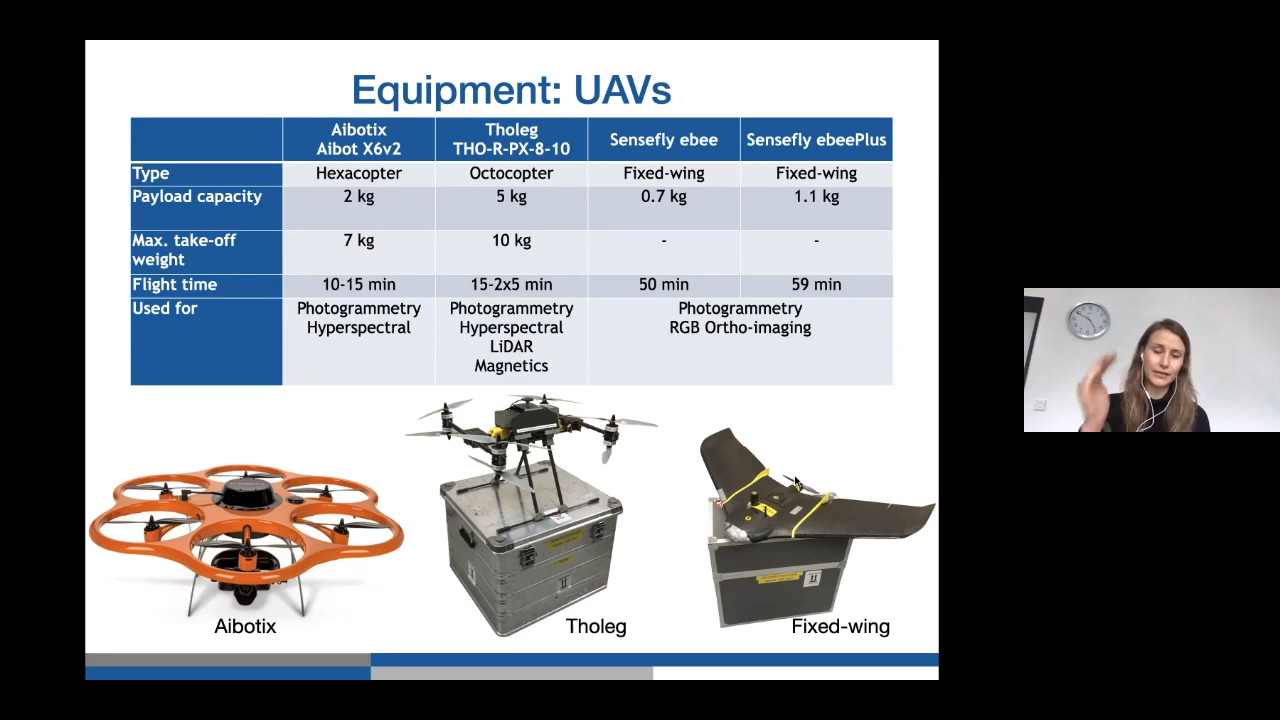 Equipment: UAVs
Aibotix
Aibot X6v2
Tholeg
THO-R-PX-8-10
Sensefly ebee
Sensefly ebeePlus
Type
Hexacopter
Octocopter
Fixed-wing
Fixed-wing
Payload capacity
2 kg
5 kg
0.7 kg
1.1 kg
Max. take-off
weight
7 kg
10 kg
-
-
Flight time
10-15 min
15-2x5 min
50 min
59 min
Used for
Photogrammetry
Hyperspectral
Photogrammetry
Hyperspectral
LiDAR
Magnetics
Photogrammetry
RGB Ortho-imaging
Aibotix
Tholeg
Fixed-wing